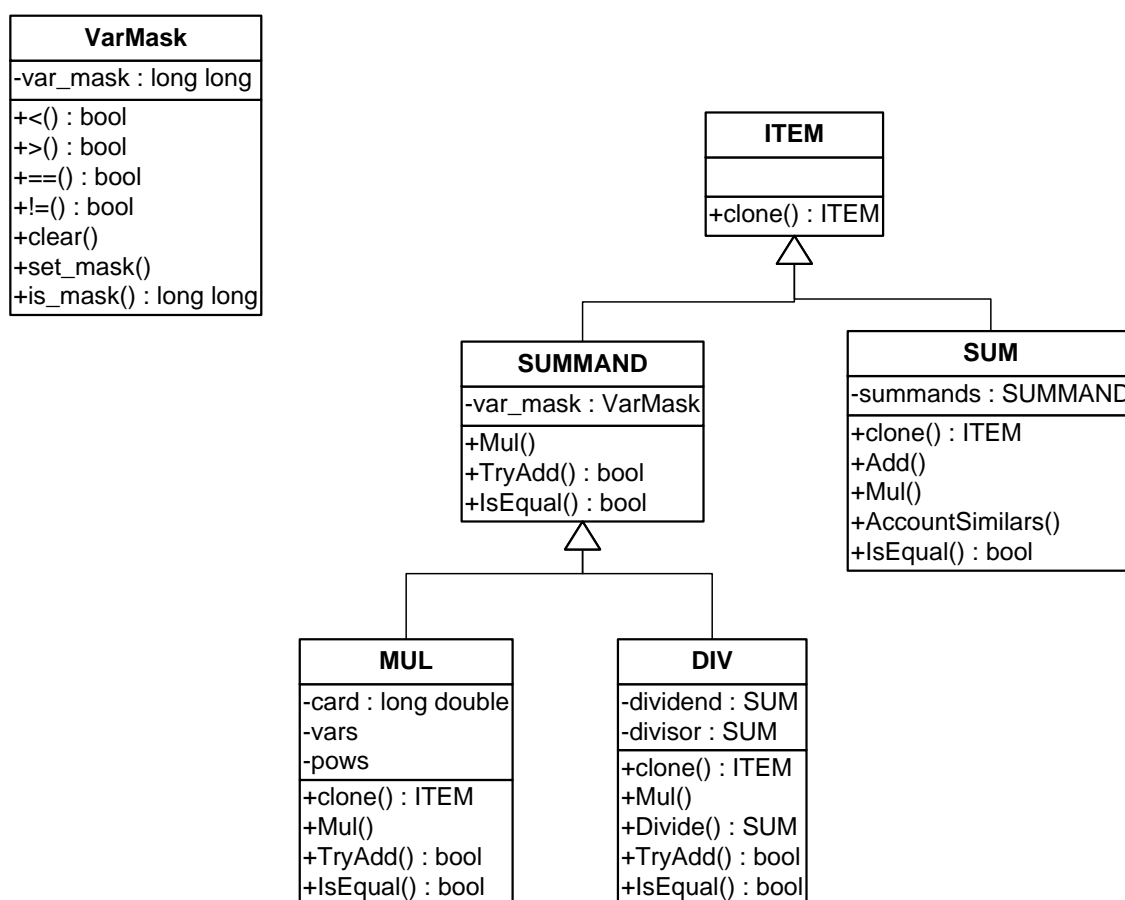 VarMask
-var_mask : long long
+<() : bool
+>() : bool
+==() : bool
+!=() : bool
+clear()
+set_mask()
+is_mask() : long long
ITEM
+clone() : ITEM
SUMMAND
-var_mask : VarMask
+Mul()
+TryAdd() : bool
+IsEqual() : bool
SUM
-summands : SUMMAND
+clone() : ITEM
+Add()
+Mul()
+AccountSimilars()
+IsEqual() : bool
MUL
-card : long double
-vars
-pows
+clone() : ITEM
+Mul()
+TryAdd() : bool
+IsEqual() : bool
DIV
-dividend : SUM
-divisor : SUM
+clone() : ITEM
+Mul()
+Divide() : SUM
+TryAdd() : bool
+IsEqual() : bool